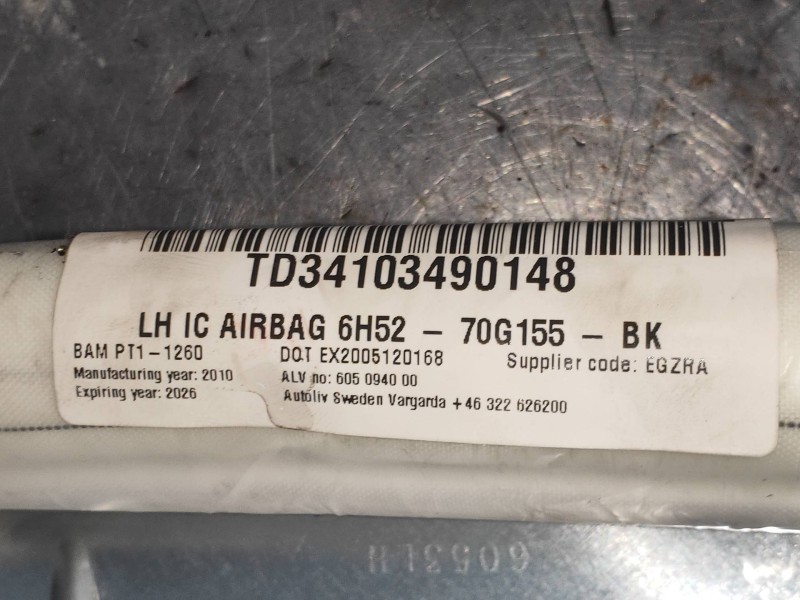 TD34103490148
LH IC AIRBAG 6H52 - 70G155 - BK
BAM PT1-1260 DOT EX2005120168 Supplier code: EGZRA
Manufacturing year: 2010 ALV no: 605 0940 00
Expiring year: 2026 Autoliv Sweden Vargarda +46 322 626200
6053LH